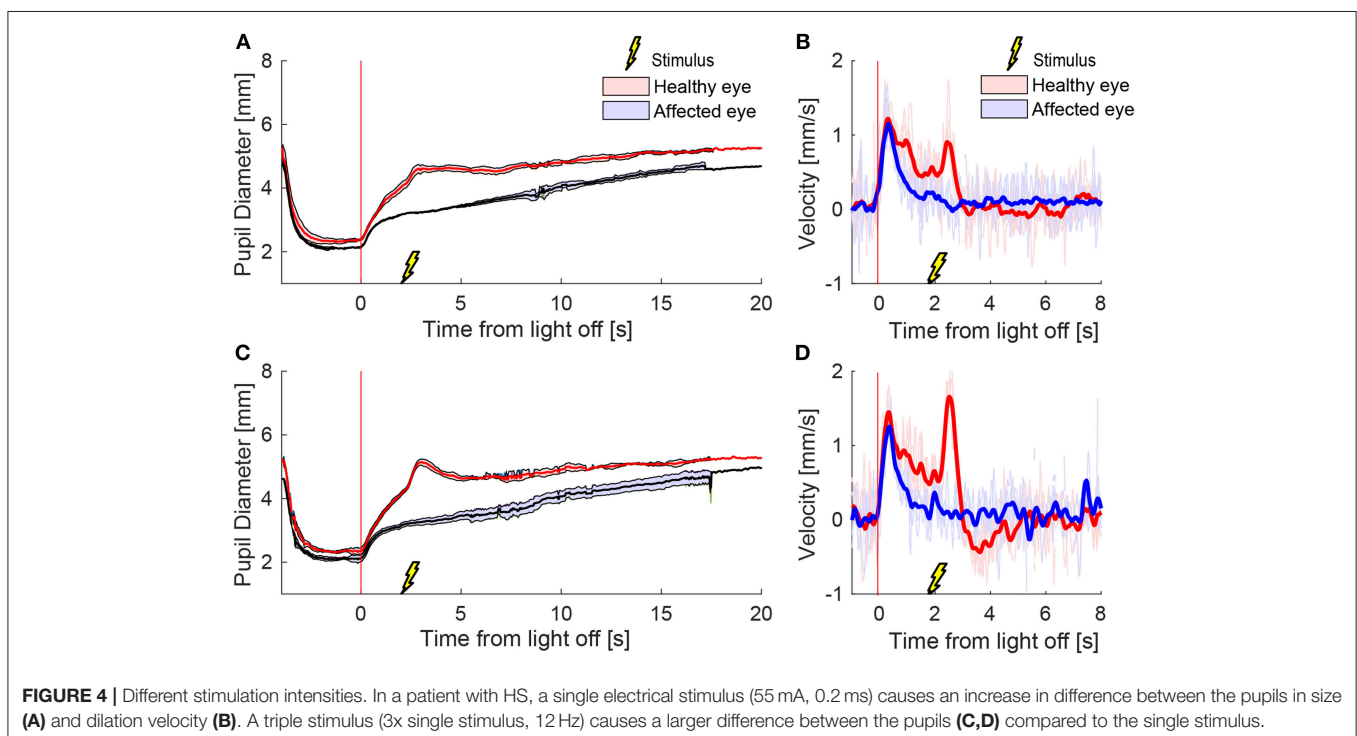 A
8
6
4
2
Pupil Diameter [mm]
0 5 10 15 20
Time from light off [s]
Stimulus
Healthy eye
Affected eye
B
2
1
0
-1
Velocity [mm/s]
0 2 4 6 8
Time from light off [s]
Stimulus
Healthy eye
Affected eye
C
8
6
4
2
Pupil Diameter [mm]
0 5 10 15 20
Time from light off [s]
D
2
1
0
-1
Velocity [mm/s]
0 2 4 6 8
Time from light off [s]
FIGURE 4 | Different stimulation intensities. In a patient with HS, a single electrical stimulus (55 mA, 0.2 ms) causes an increase in difference between the pupils in size
(A) and dilation velocity (B). A triple stimulus (3x single stimulus, 12 Hz) causes a larger difference between the pupils (C,D) compared to the single stimulus.